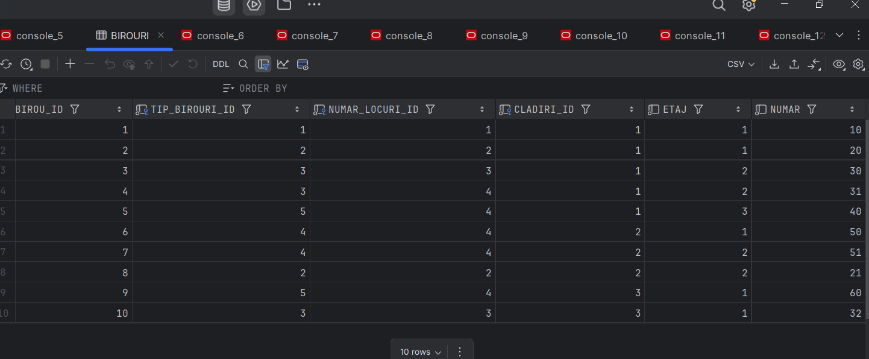 console_5 BIROURI console_6 console_7 console_8 console_9 console_10 console_11 console_12
DDL CSV
WHERE ORDER BY
BIROU_ID TIP_BIROURI_ID NUMAR_LOCURI_ID CLADIRI_ID ETAJ NUMAR
1 1 1 1 1 1 10
2 2 2 2 1 1 20
3 3 3 3 1 2 30
4 4 3 4 1 2 31
5 5 5 4 1 3 40
6 6 4 4 2 1 50
7 7 4 4 2 2 51
8 8 2 2 2 2 21
9 9 5 4 3 1 60
10 10 3 3 3 1 32
10 rows